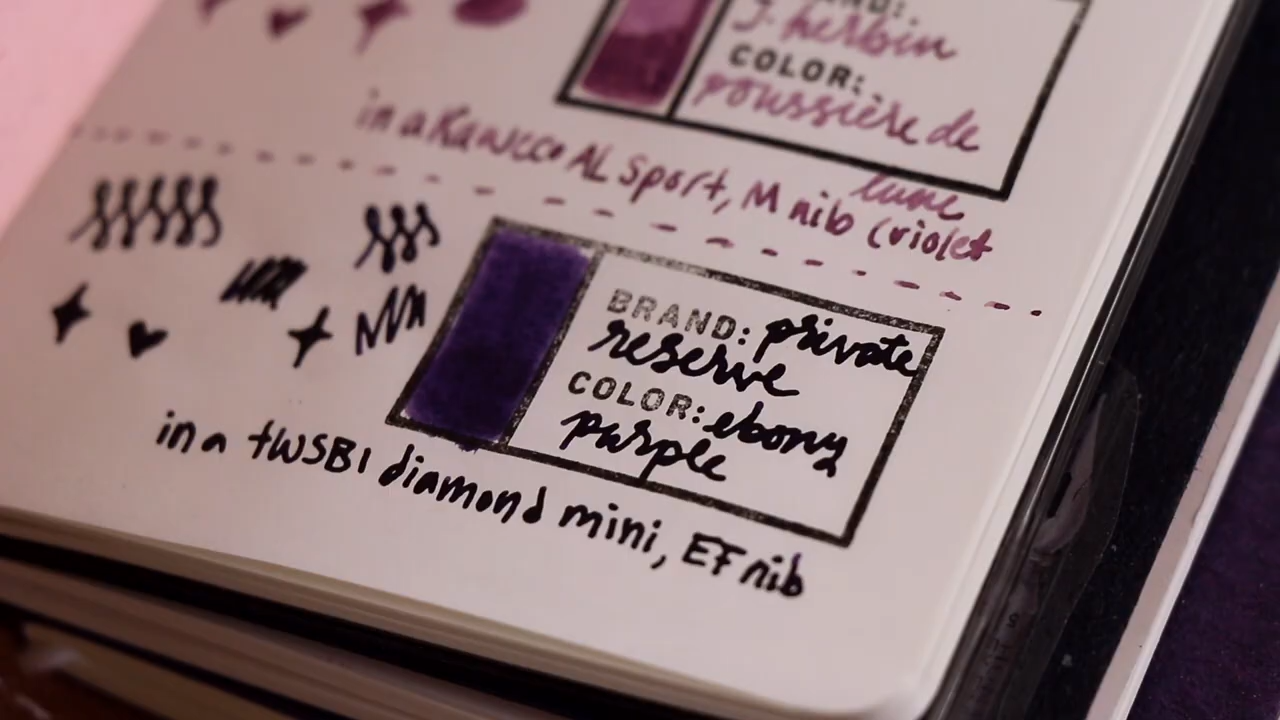 J. herbin
COLOR:
poussière de
lune
in a Kaweco AL Sport, M nib (violet
BRAND: private
reserve
COLOR: ebony
purple
in a TWSBI diamond mini, EF nib